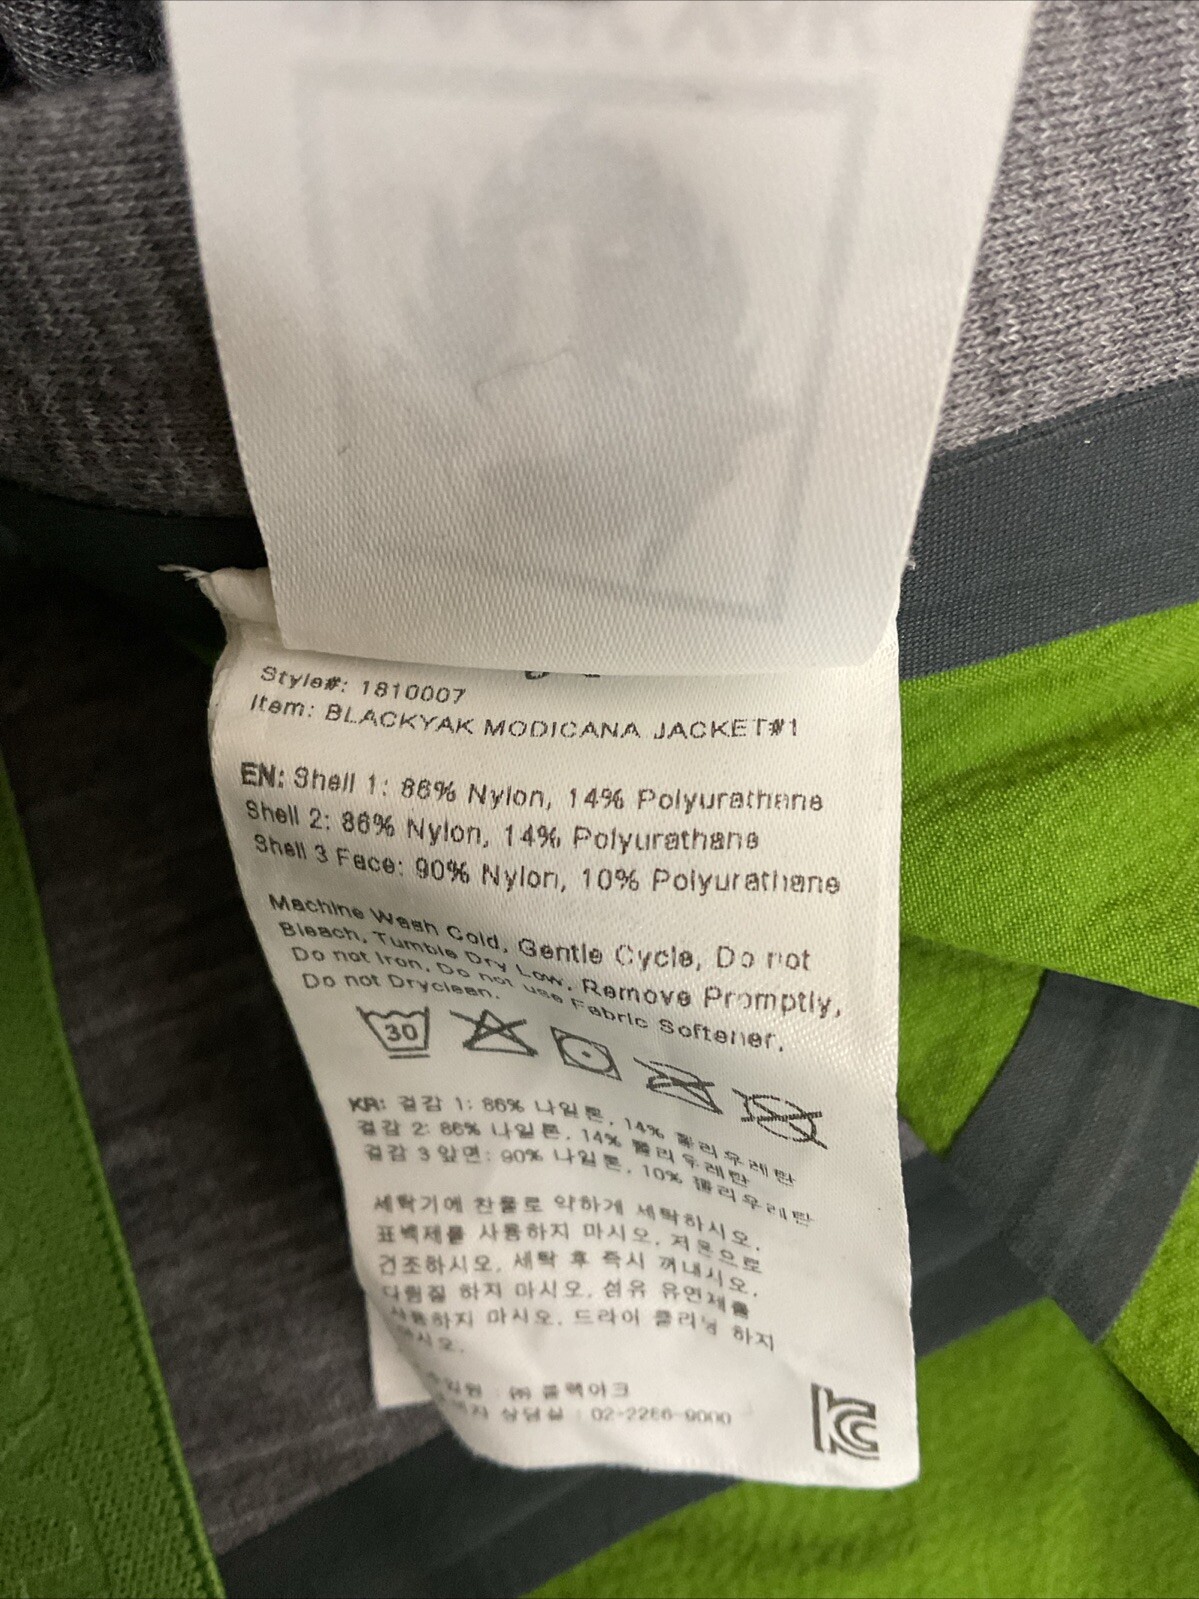 Style#: 1810007
Item: BLACKYAK MODICANA JACKET#1
EN: Shell 1: 86% Nylon, 14% Polyurathane
Shell 2: 86% Nylon, 14% Polyurathane
Shell 3 Face: 90% Nylon, 10% Polyurathane
Machine Wash Cold, Gentle Cycle, Do not
Bleach, Tumble Dry Low, Remove Promptly,
Do not Iron, Do not use Fabric Softener,
Do not Dryclean.
30
KR: 겉감 1: 86% 나일론, 14% 폴리우레탄
겉감 2: 86% 나일론, 14% 폴리우레탄
겉감 3 앞면: 90% 나일론, 10% 폴리우레탄
세탁기에 찬물로 약하게 세탁하시오.
표백제를 사용하지 마시오. 저온으로
건조하시오. 세탁 후 즉시 꺼내시오.
다림질 하지 마시오. 섬유 유연제를
사용하지 마시오. 드라이 클리닝 하지
마시오.
: ㈜ 블랙야크
상담실 : 02-2286-9000
KC